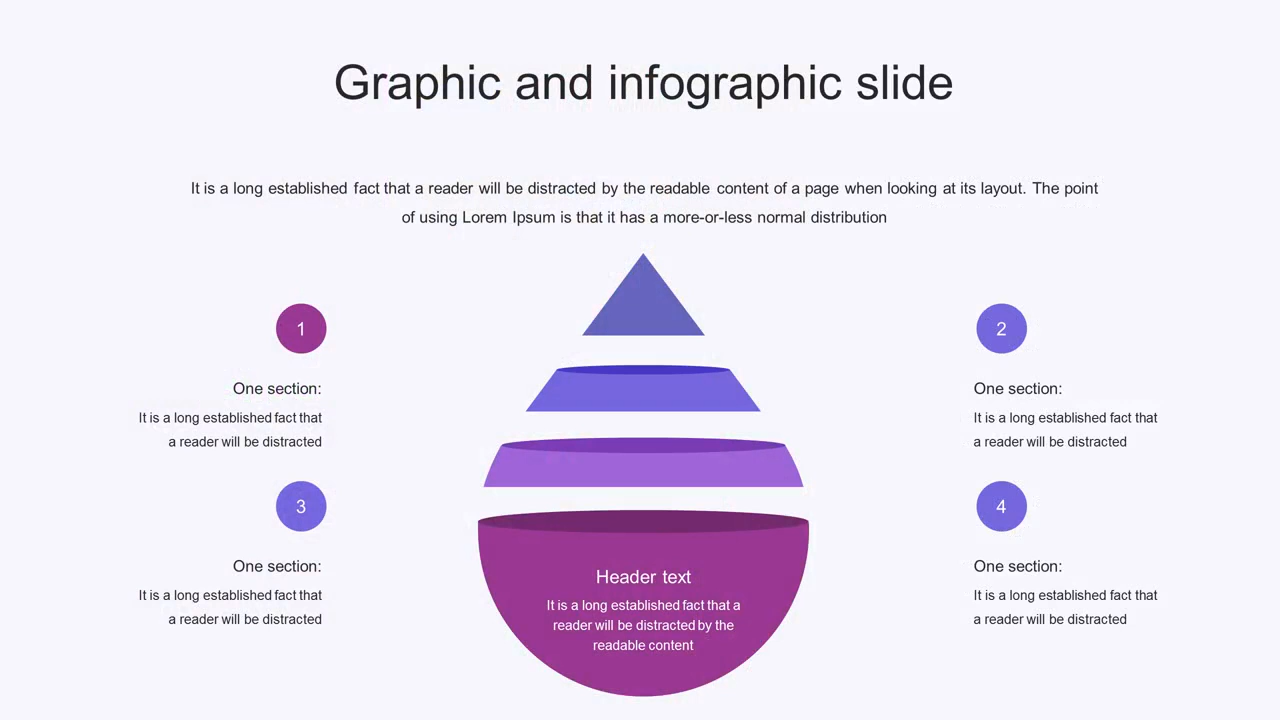 Graphic and infographic slide
It is a long established fact that a reader will be distracted by the readable content of a page when looking at its layout. The point
of using Lorem Ipsum is that it has a more-or-less normal distribution
1
One section:
It is a long established fact that
a reader will be distracted
2
One section:
It is a long established fact that
a reader will be distracted
3
One section:
It is a long established fact that
a reader will be distracted
4
One section:
It is a long established fact that
a reader will be distracted
Header text
It is a long established fact that a
reader will be distracted by the
readable content